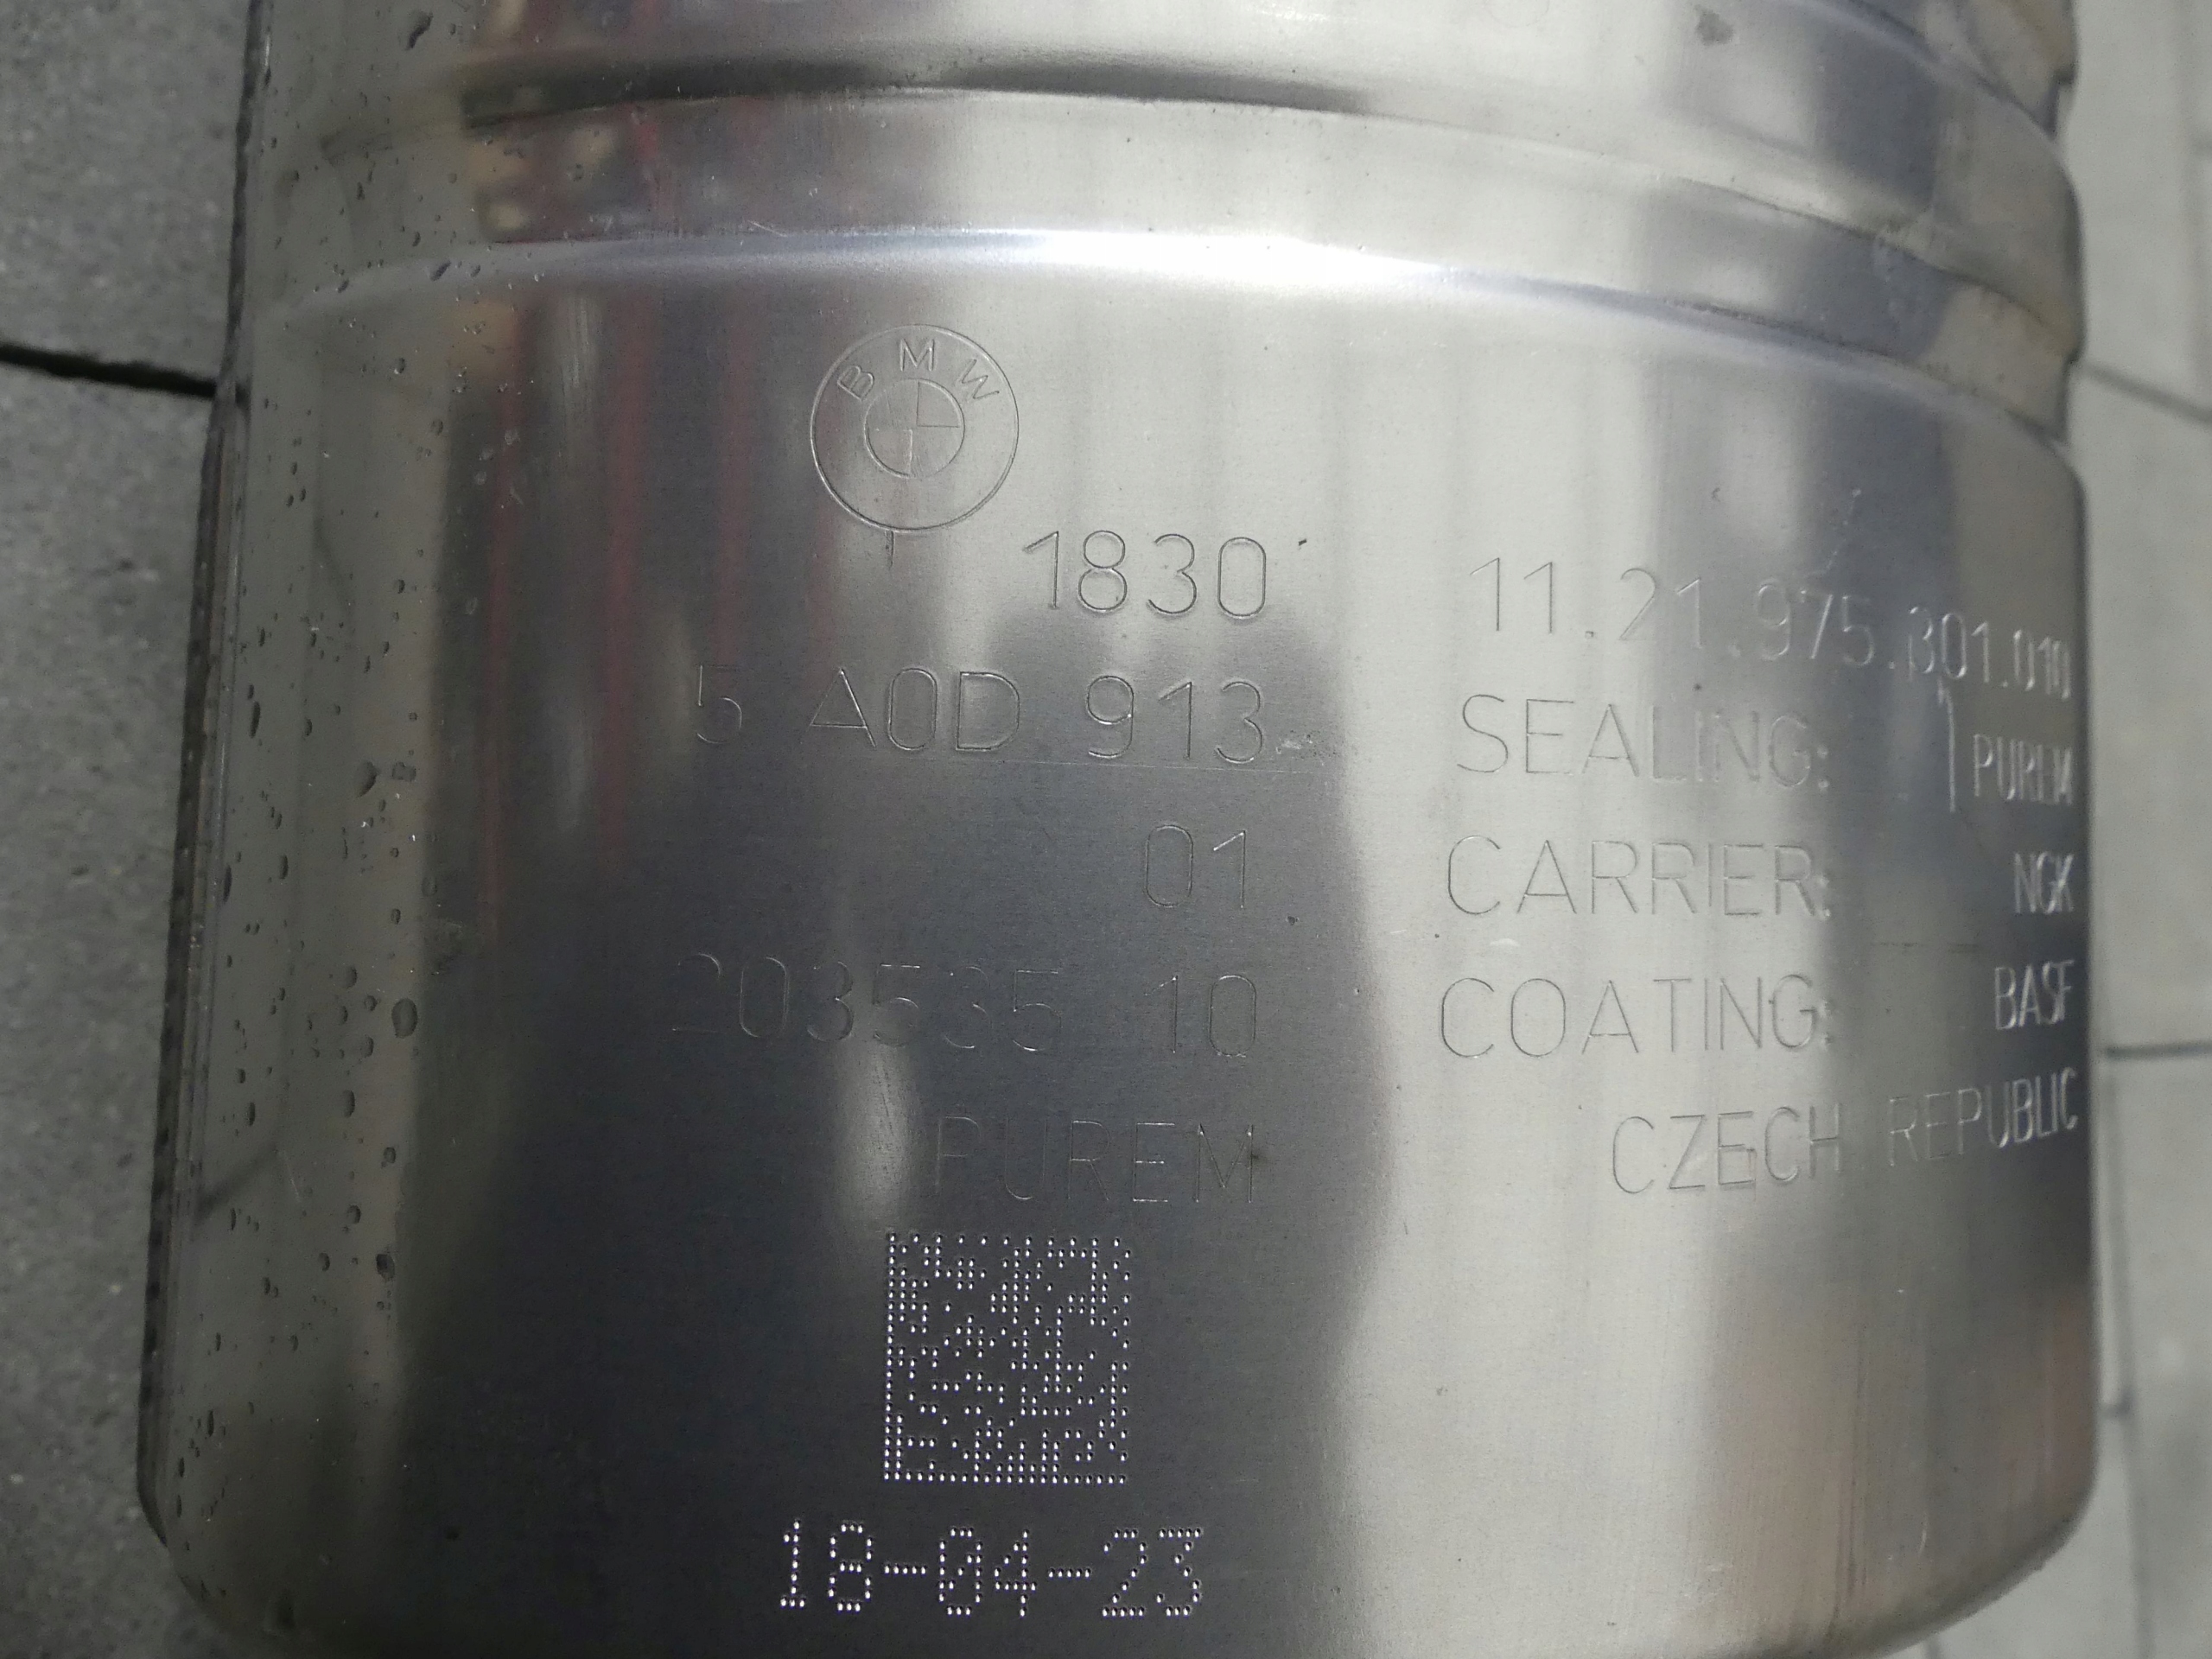 BMW
1830
5 A0D 913
01
203535 10
PUREM
18-04-23
11.21.975.301.010
SEALING: PUREM
CARRIER: NGK
COATING: BASF
CZECH REPUBLIC